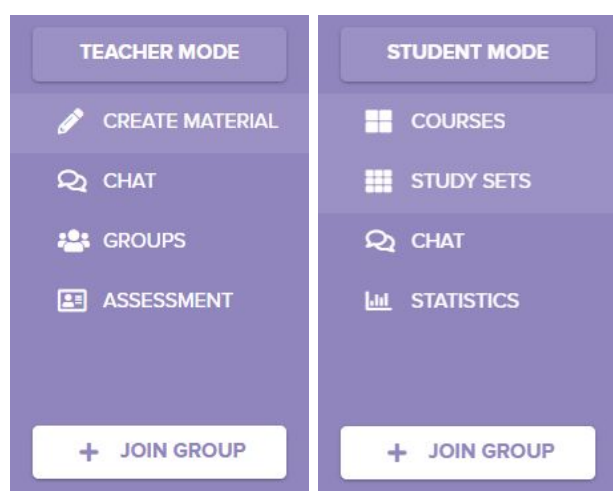 TEACHER MODE
CREATE MATERIAL
CHAT
GROUPS
ASSESSMENT
+ JOIN GROUP
STUDENT MODE
COURSES
STUDY SETS
CHAT
STATISTICS
+ JOIN GROUP